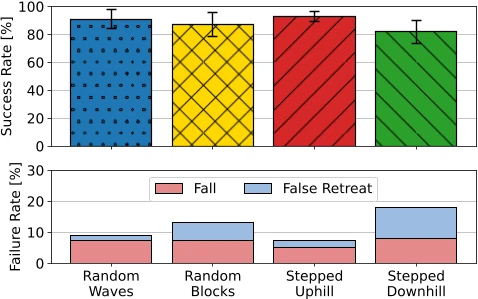 Success Rate [%]
100
80
60
40
20
0
Failure Rate [%]
30
20
10
0
Fall
False Retreat
Random
Waves
Random
Blocks
Stepped
Uphill
Stepped
Downhill